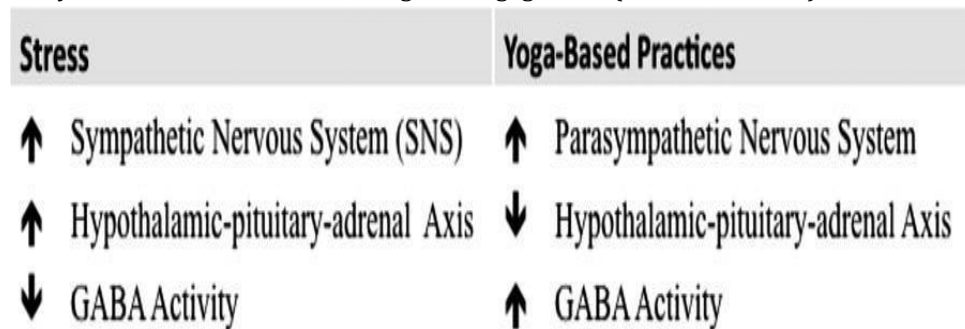 Stress Yoga-Based Practices
↑ Sympathetic Nervous System (SNS) ↑ Parasympathetic Nervous System
↑ Hypothalamic-pituitary-adrenal Axis ↓ Hypothalamic-pituitary-adrenal Axis
↓ GABA Activity ↑ GABA Activity